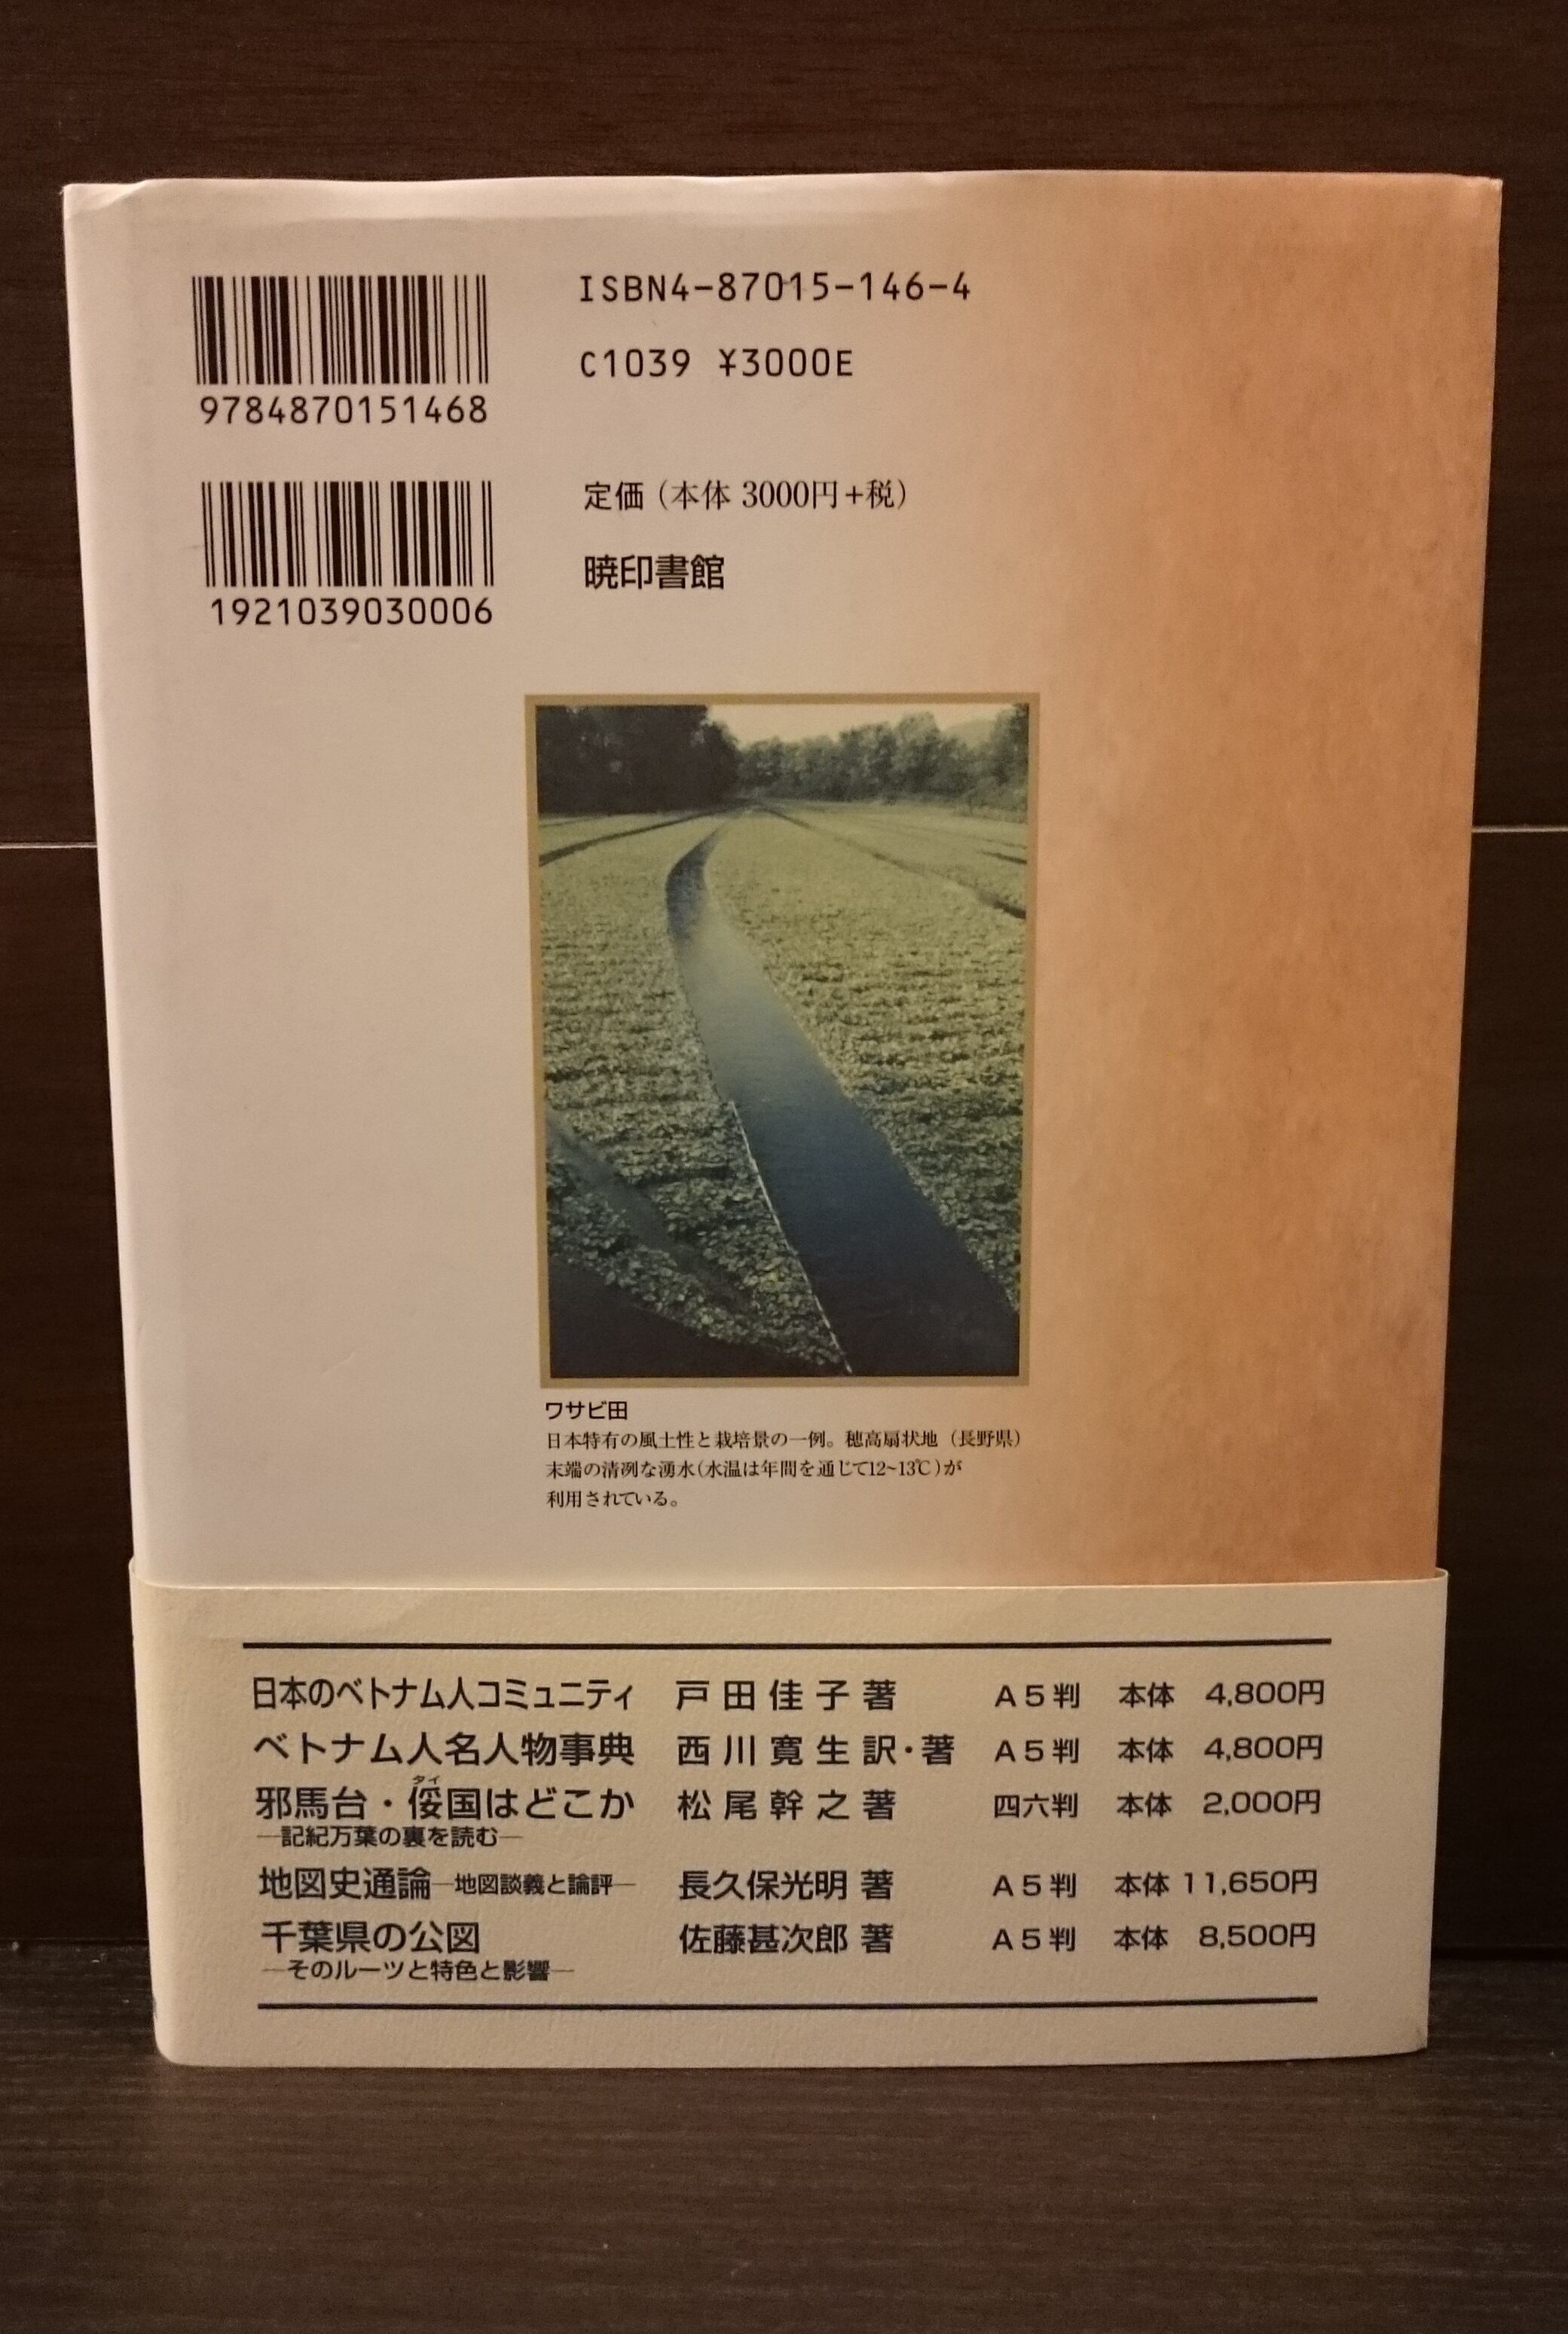 ISBN4-87015-146-4
C1039 ¥3000E
9784870151468
定価（本体 3000円+税）
暁印書館
1921039030006
ワサビ田
日本特有の風土性と栽培景の一例。穂高扇状地（長野県）
末端の清冽な湧水（水温は年間を通じて12~13℃）が
利用されている。
日本のベトナム人コミュニティ 戸田佳子著 A5判 本体 4,800円
ベトナム人名人物事典 西川寛生訳・著 A5判 本体 4,800円
タイ
邪馬台・俀国はどこか 松尾幹之著 四六判 本体 2,000円
―記紀万葉の裏を読む―
地図史通論―地図談義と論評― 長久保光明著 A5判 本体 11,650円
千葉県の公図 佐藤甚次郎著 A5判 本体 8,500円
―そのルーツと特色と影響―